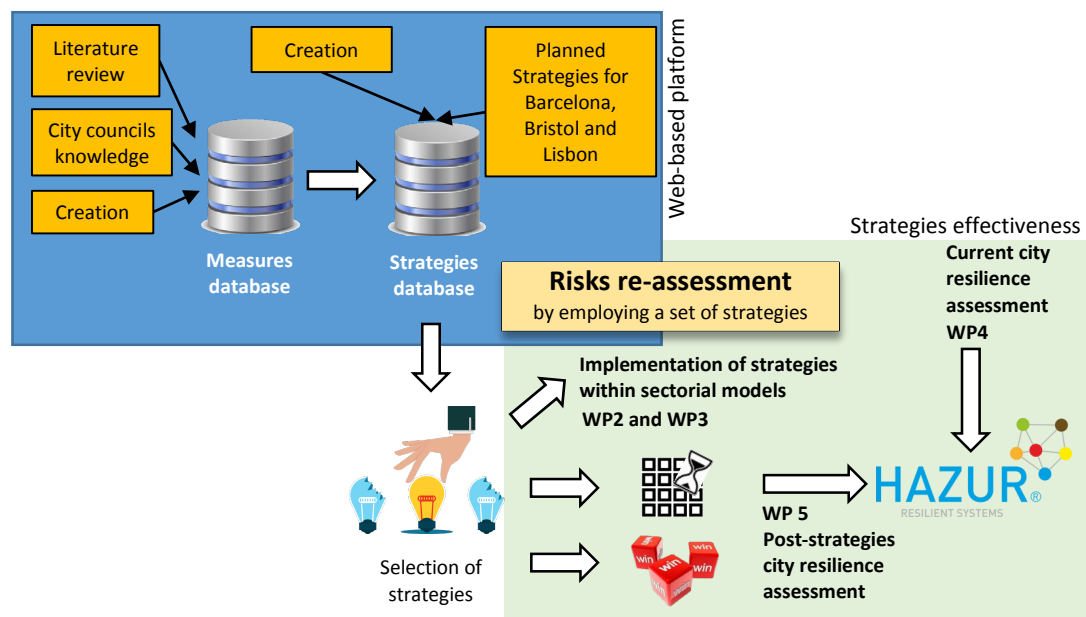 Literature
review
City councils
knowledge
Creation
Creation
Planned
Strategies for
Barcelona,
Bristol and
Lisbon
Web-based platform
Measures
database
Strategies
database
Risks re-assessment
by employing a set of strategies
Strategies effectiveness
Current city
resilience
assessment
WP4
Implementation of strategies
within sectorial models
WP2 and WP3
Selection of
strategies
win
win
win
win
win
WP 5
Post-strategies
city resilience
assessment
HAZUR®
RESILIENT SYSTEMS